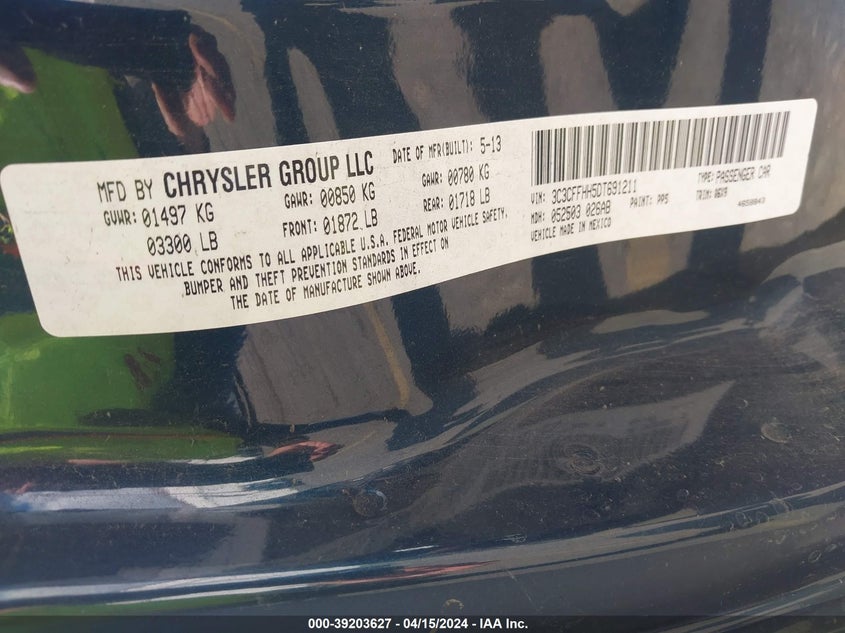 MFD BY CHRYSLER GROUP LLC
DATE OF MFR(BUILT): 5-13
GVWR: 01497 KG
GAWR: 00850 KG
GAWR: 00780 KG
03300 LB
FRONT: 01872 LB
REAR: 01718 LB
THIS VEHICLE CONFORMS TO ALL APPLICABLE U.S.A. FEDERAL MOTOR VEHICLE SAFETY,
BUMPER AND THEFT PREVENTION STANDARDS IN EFFECT ON
THE DATE OF MANUFACTURE SHOWN ABOVE.
VIN: 3C3CFFHH5DT691211
TYPE: PASSENGER CAR
MDH: 052503 026AB
PAINT: PPS
TRIM: 06X9
VEHICLE MADE IN MEXICO
000-39203627 - 04/15/2024 - IAA Inc.